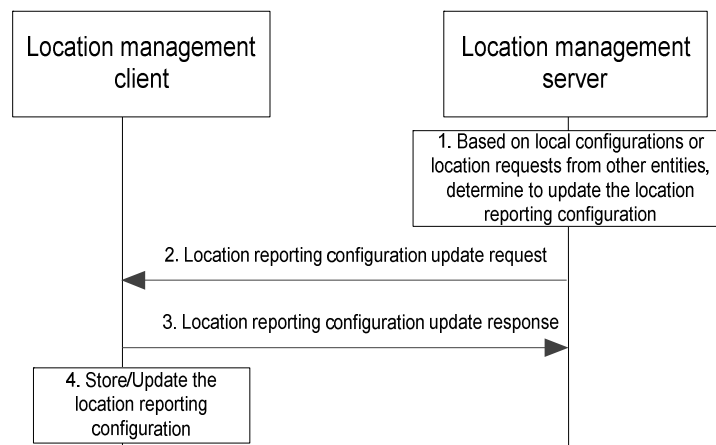 Location management
client
Location management
server
1. Based on local configurations or
location requests from other entities,
determine to update the location
reporting configuration
2. Location reporting configuration update request
3. Location reporting configuration update response
4. Store/Update the
location reporting
configuration